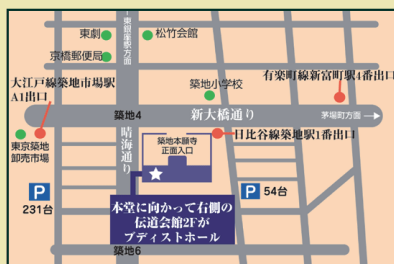 東劇
京橋郵便局
東銀座駅方面
松竹会館
築地小学校
有楽町線新富町駅4番出口
大江戸線築地市場駅
A1出口
築地4
新大橋通り
茅場町方面
東京築地
卸売市場
晴海通り
築地本願寺
正面入口
日比谷線築地駅1番出口
P
231台
P
54台
本堂に向かって右側の
伝道会館2Fが
ブディストホール
築地6